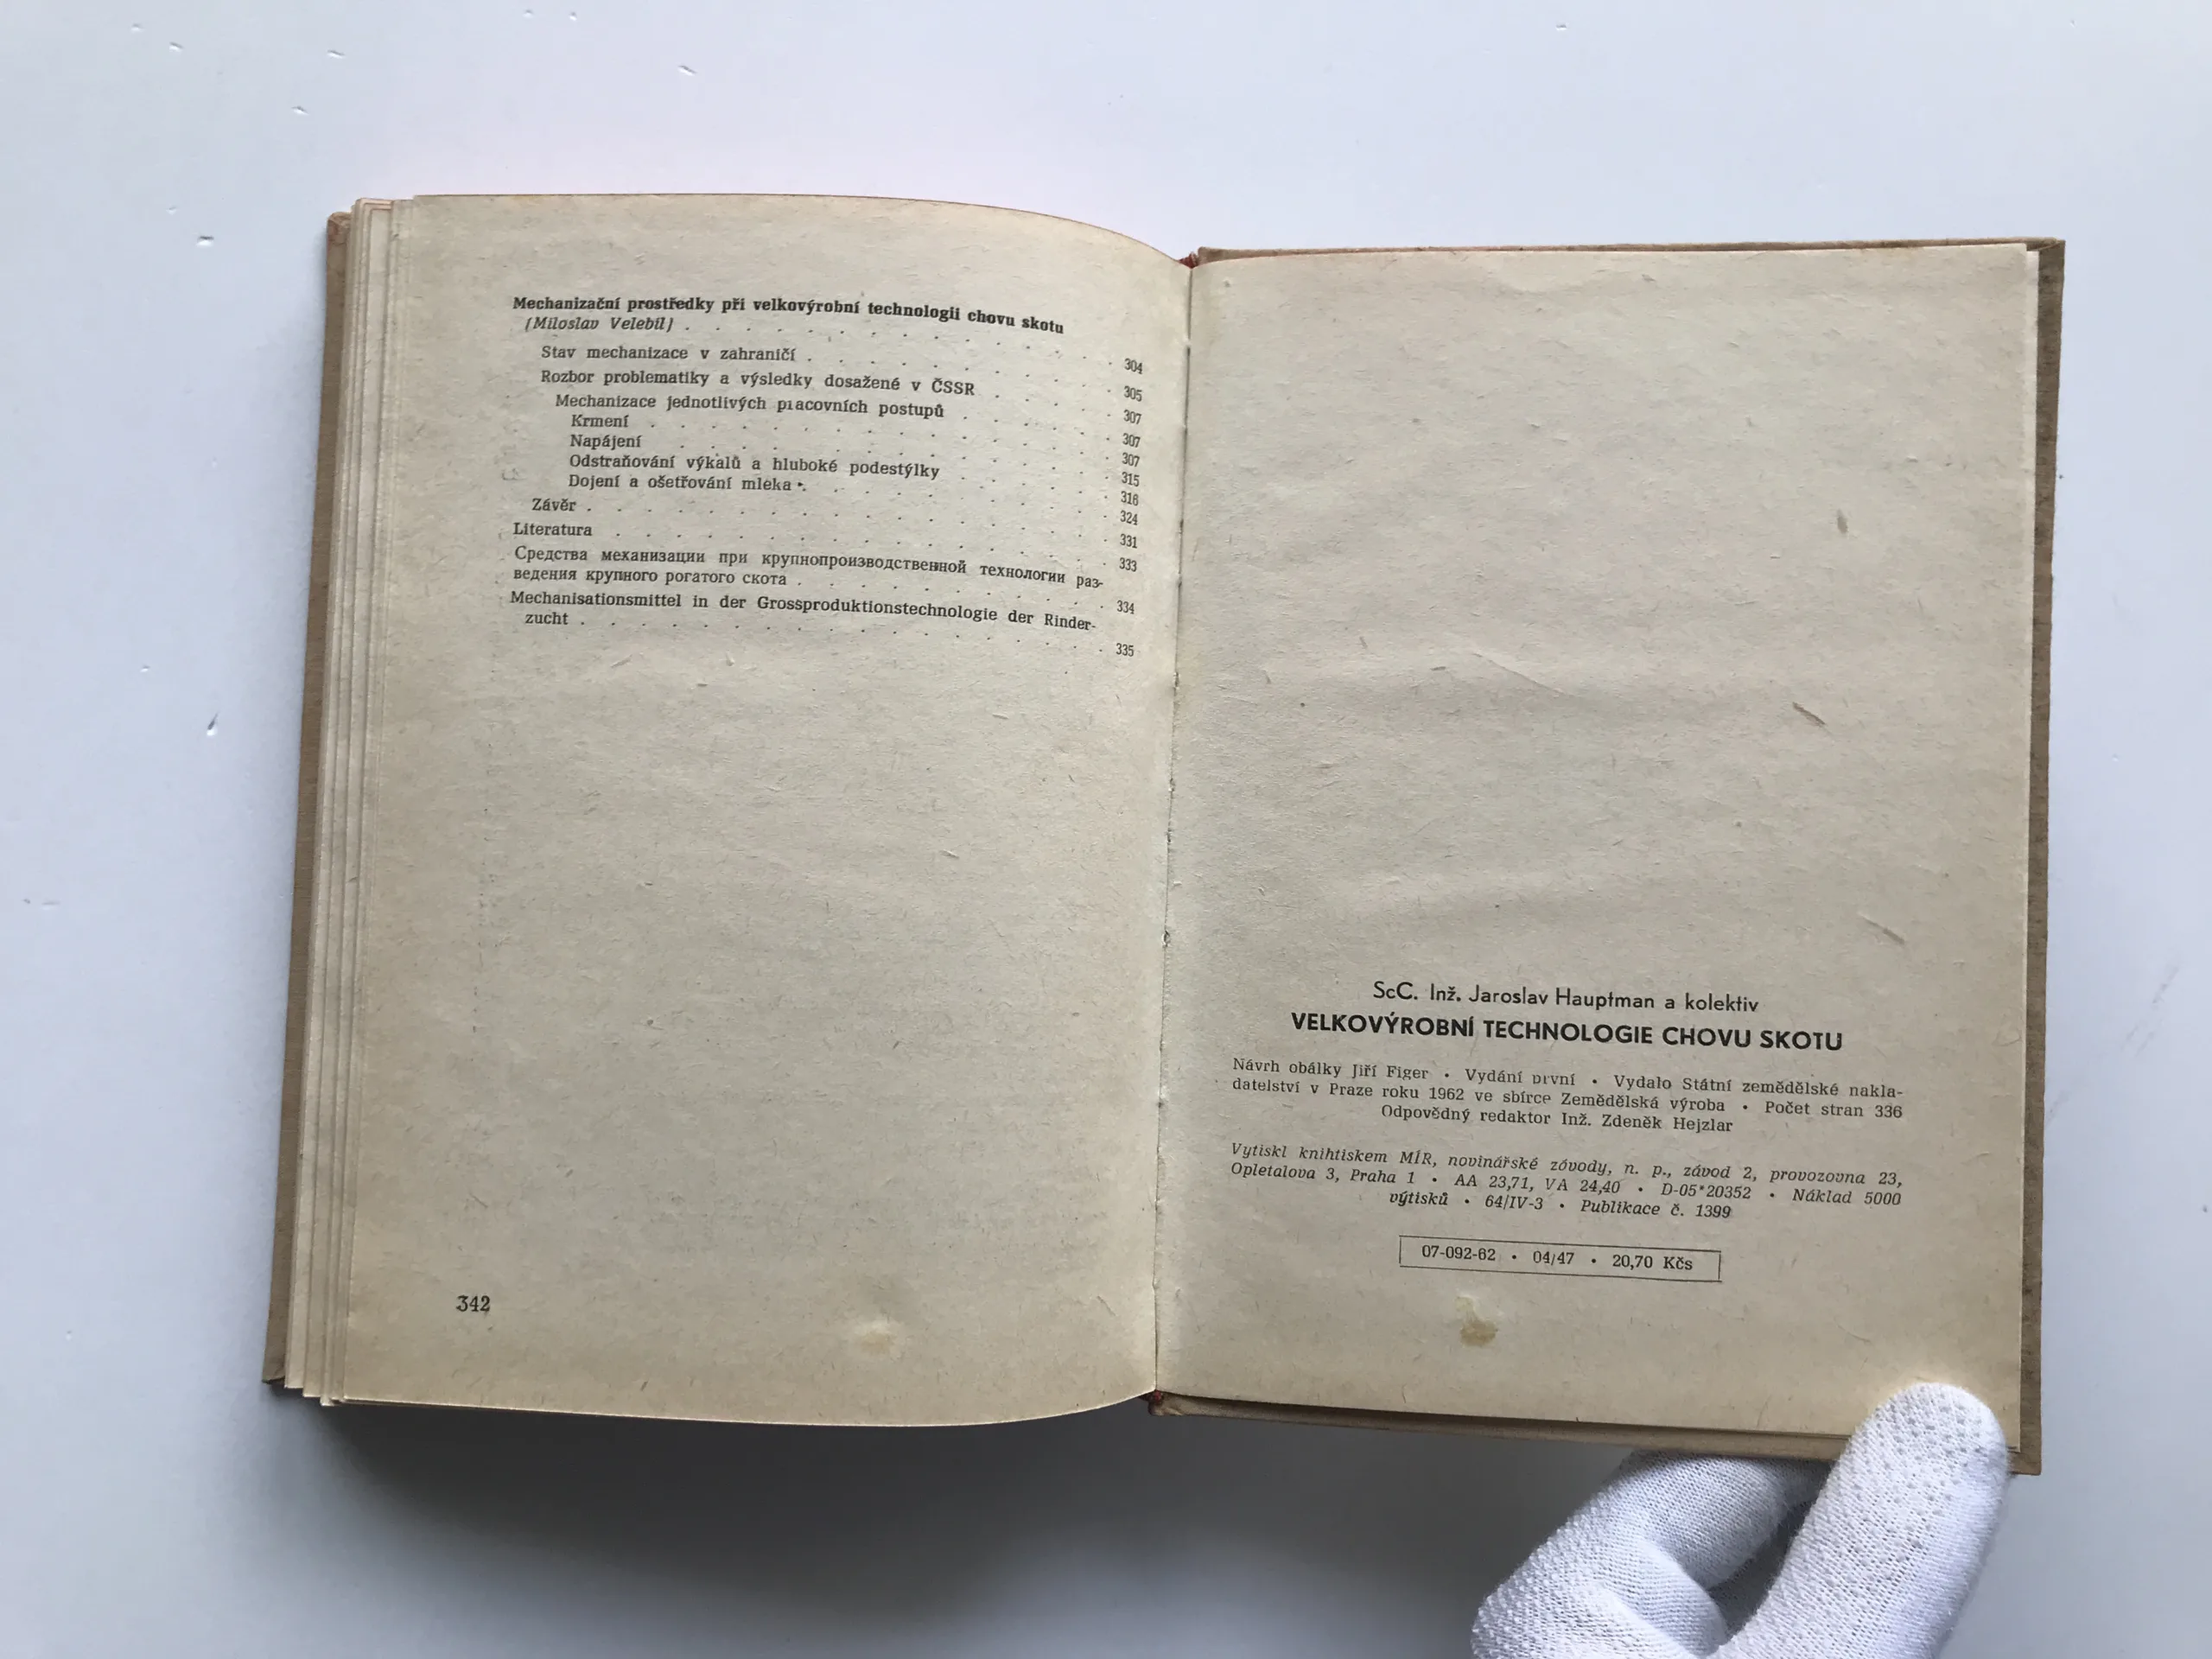 Mechanizační prostředky při velkovýrobní technologii chovu skotu
(Miloslav Velebil) . . . . . . . . . . . . . . 304
Stav mechanizace v zahraničí . . . . . . . . . . 305
Rozbor problematiky a výsledky dosažené v ČSSR . . . . . 307
Mechanizace jednotlivých pracovních postupů . . . . . 307
Krmení . . . . . . . . . . . . . . . 307
Napájení . . . . . . . . . . . . . . 315
Odstraňování výkalů a hluboké podestýlky . . . . . . 316
Dojení a ošetřování mléka . . . . . . . . . . 324
Závěr . . . . . . . . . . . . . . . . . 331
Literatura . . . . . . . . . . . . . . . . 333
Средства механизации при крупнопроизводственной технологии раз-
ведения крупного рогатого скота . . . . . . . . . . . 334
Mechanisationsmittel in der Grossproduktionstechnologie der Rinder-
zucht . . . . . . . . . . . . . . . . . 335
342
ScC. Inž. Jaroslav Hauptman a kolektiv
VELKOVÝROBNÍ TECHNOLOGIE CHOVU SKOTU
Návrh obálky Jiří Figer • Vydání první • Vydalo Státní zemědělské nakla-
datelství v Praze roku 1962 ve sbírce Zemědělská výroba • Počet stran 336
Odpovědný redaktor Inž. Zdeněk Hejzlar
Vytiskl knihtiskem MÍR, novinářské závody, n. p., závod 2, provozovna 23,
Opletalova 3, Praha 1 • AA 23,71, VA 24,40 • D-05*20352 • Náklad 5000
výtisků • 64/IV-3 • Publikace č. 1399
07-092-62 • 04/47 • 20,70 Kčs